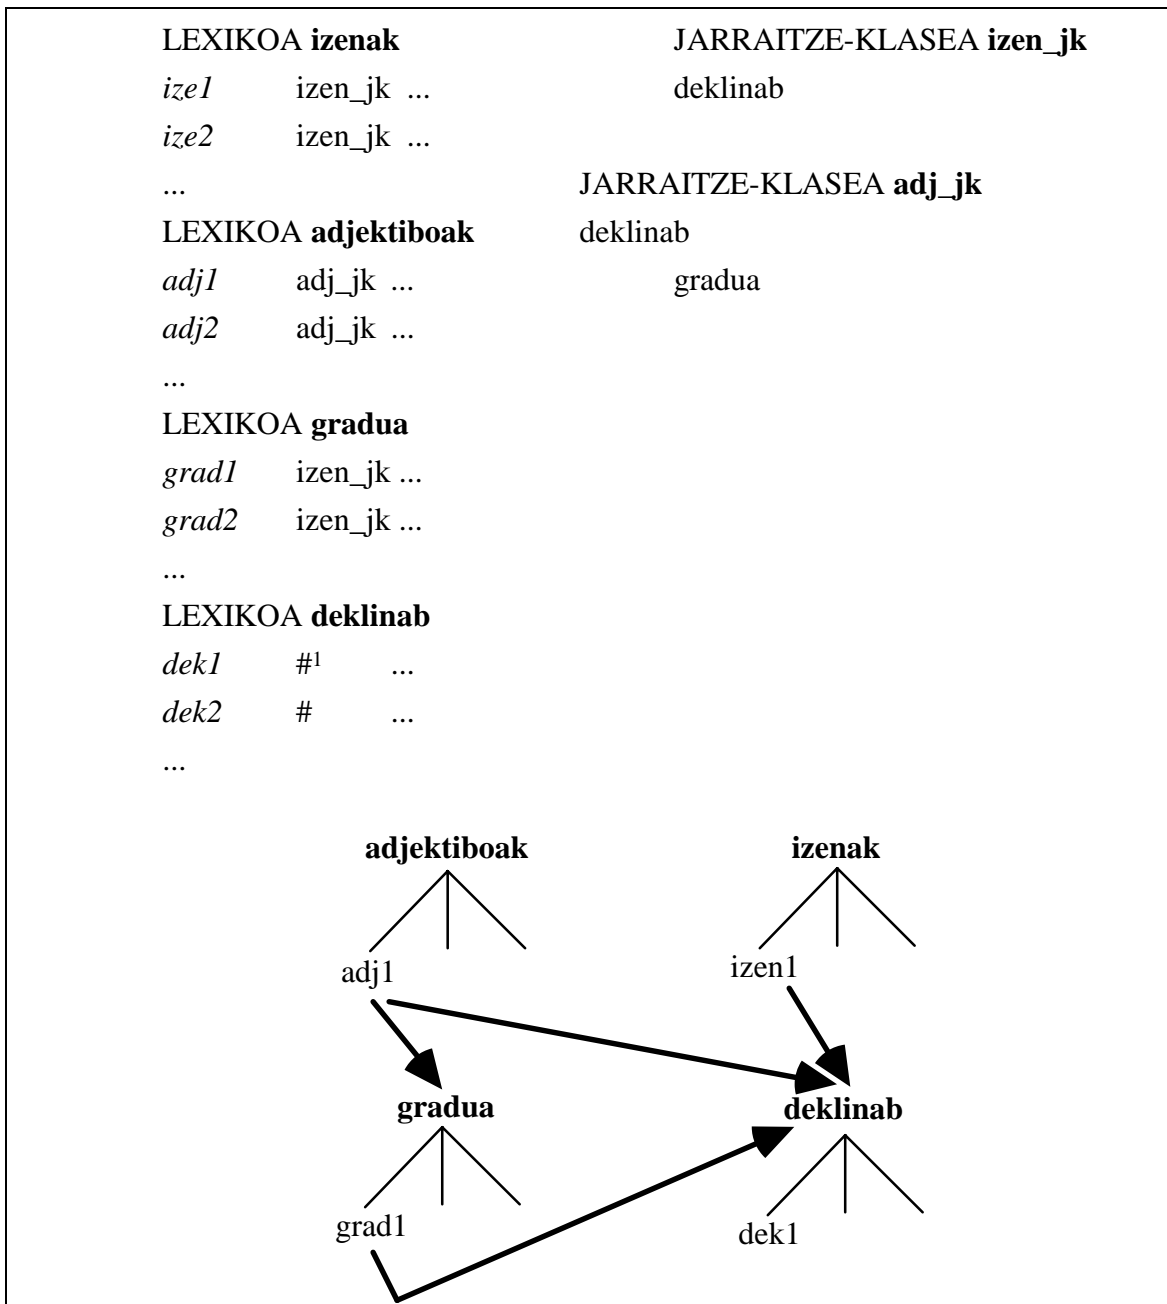 LEXIKOA izenak JARRAITZE-KLASEA izen_jk
ize1 izen_jk ... deklinab
ize2 izen_jk ...
... JARRAITZE-KLASEA adj_jk
LEXIKOA adjektiboak deklinab
adj1 adj_jk ... gradua
adj2 adj_jk ...
...
LEXIKOA gradua
grad1 izen_jk ...
grad2 izen_jk ...
...
LEXIKOA deklinab
dek1 #1 ...
dek2 # ...
...
adjektiboak izenak
adj1 izen1
gradua deklinab
grad1 dek1